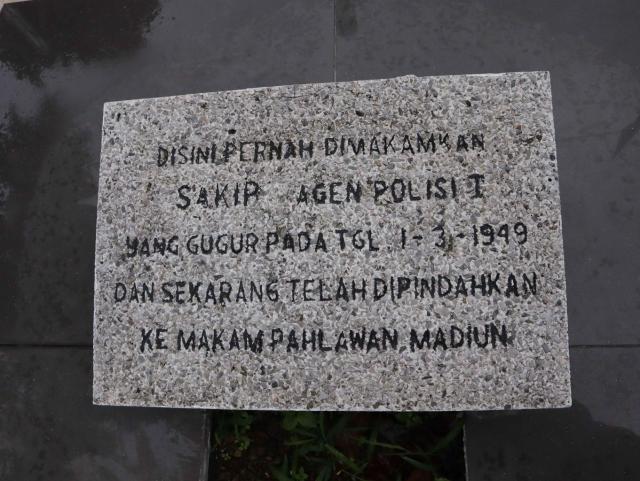 DISINI PERNAH DIMAKAMKAN
SAKIP AGEN POLISI I
YANG GUGUR PADA TGL. 1-3-1949
DAN SEKARANG TELAH DIPINDAHKAN
KE MAKAM PAHLAWAN MADIUN